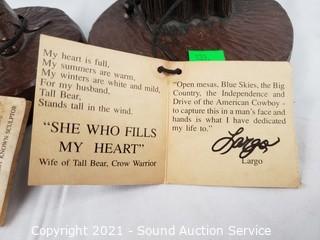 My heart is full,
My summers are warm,
My winters are white and mild,
For my husband,
Tall Bear,
Stands tall in the wind.
"SHE WHO FILLS
MY HEART"
Wife of Tall Bear, Crow Warrior
"Open mesas, Blue Skies, the Big
Country, the Independence and
Drive of the American Cowboy -
to capture this in a man's face and
hands is what I have dedicated
my life to."
Largo
Largo
KNOWN SCULPTOR
Copyright © 2021 - Sound Auction Service